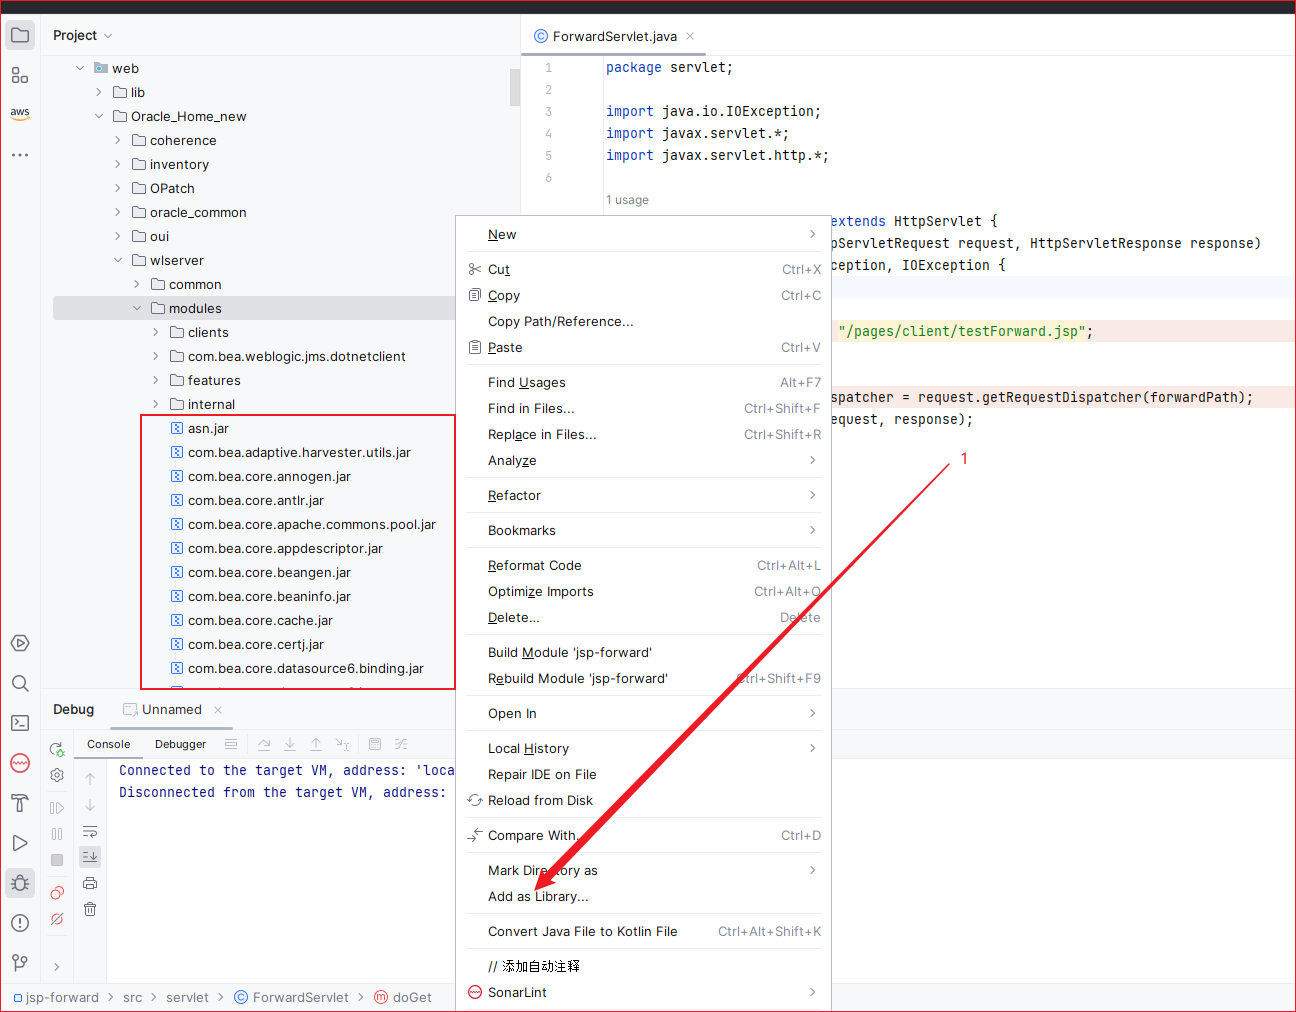 Project
ForwardServlet.java
aws
web
lib
Oracle_Home_new
coherence
inventory
OPatch
oracle_common
oui
wlserver
common
modules
clients
com.bea.weblogic.jms.dotnetclient
features
internal
asn.jar
com.bea.adaptive.harvester.utils.jar
com.bea.core.annogen.jar
com.bea.core.antlr.jar
com.bea.core.apache.commons.pool.jar
com.bea.core.appdescriptor.jar
com.bea.core.beangen.jar
com.bea.core.beaninfo.jar
com.bea.core.cache.jar
com.bea.core.certj.jar
com.bea.core.datasource6.binding.jar
1 package servlet;
2
3 import java.io.IOException;
4 import javax.servlet.*;
5 import javax.servlet.http.*;
6
1 usage
extends HttpServlet {
pServletRequest request, HttpServletResponse response)
ception, IOException {
"/pages/client/testForward.jsp";
spatcher = request.getRequestDispatcher(forwardPath);
equest, response);
1
New
Cut Ctrl+X
Copy Ctrl+C
Copy Path/Reference...
Paste Ctrl+V
Find Usages Alt+F7
Find in Files... Ctrl+Shift+F
Replace in Files... Ctrl+Shift+R
Analyze
Refactor
Bookmarks
Reformat Code Ctrl+Alt+L
Optimize Imports Ctrl+Alt+O
Delete... Delete
Build Module 'jsp-forward'
Rebuild Module 'jsp-forward' Ctrl+Shift+F9
Open In
Local History
Repair IDE on File
Reload from Disk
Compare With... Ctrl+D
Mark Directory as
Add as Library...
Convert Java File to Kotlin File Ctrl+Alt+Shift+K
// 添加自动注释
SonarLint
Debug Unnamed
Console Debugger
Connected to the target VM, address: 'loca
Disconnected from the target VM, address:
jsp-forward > src > servlet > ForwardServlet > doGet